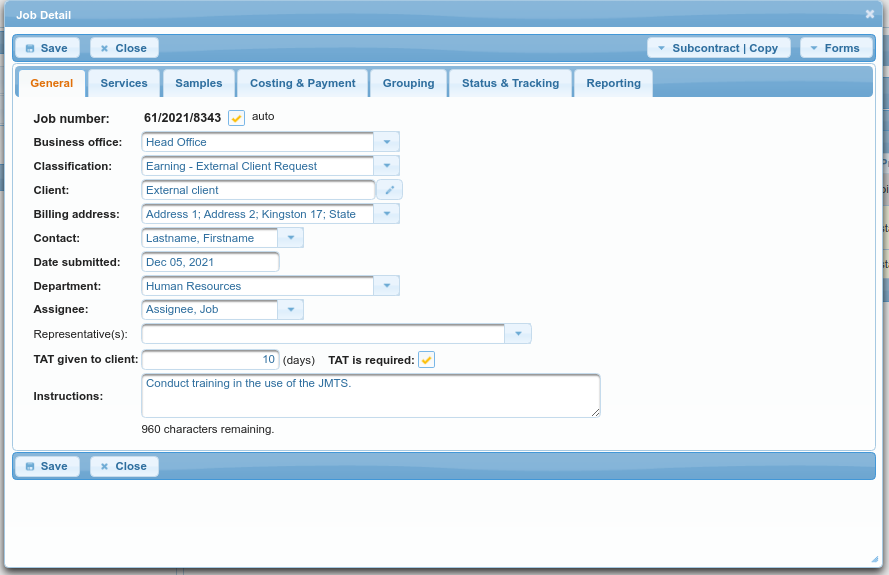 Job Detail
Save Close Subcontract | Copy Forms
General Services Samples Costing & Payment Grouping Status & Tracking Reporting
Job number: 61/2021/8343 auto
Business office: Head Office
Classification: Earning - External Client Request
Client: External client
Billing address: Address 1; Address 2; Kingston 17; State
Contact: Lastname, Firstname
Date submitted: Dec 05, 2021
Department: Human Resources
Assignee: Assignee, Job
Representative(s):
TAT given to client: 10 (days) TAT is required:
Instructions: Conduct training in the use of the JMTS.
960 characters remaining.
Save Close